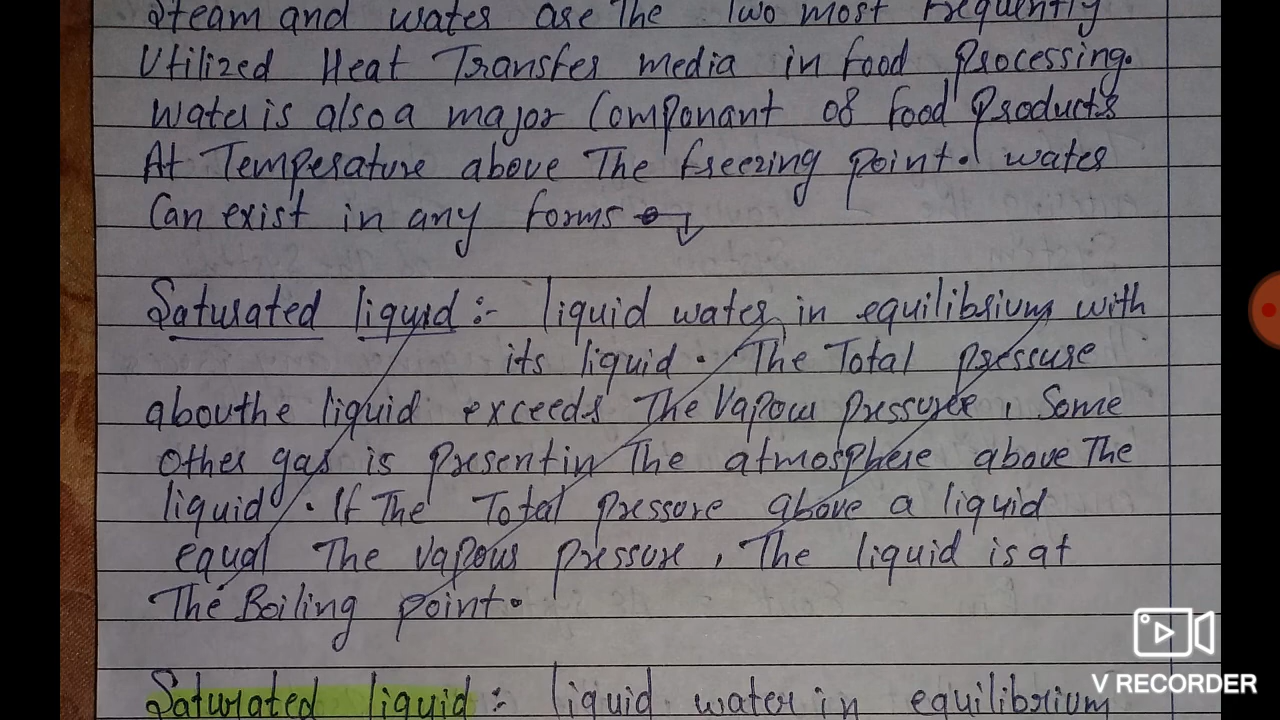 Steam and water are The Two most Frequently
Utilized Heat Transfer media in food Processing.
Water is also a major Componant of food Products
At Temperature above The freezing point. water
Can exist in any forms
Saturated liquid :- liquid water in equilibrium with
its liquid. The Total pressure
abouthe liquid exceeds The Vapour pressuree, Some
other gas is present in The atmosphere above The
liquid. If The Total pressure above a liquid
equal The vapour pressure, The liquid is at
The Boiling point.
Saturated liquid :- liquid water in equilibrium
V RECORDER